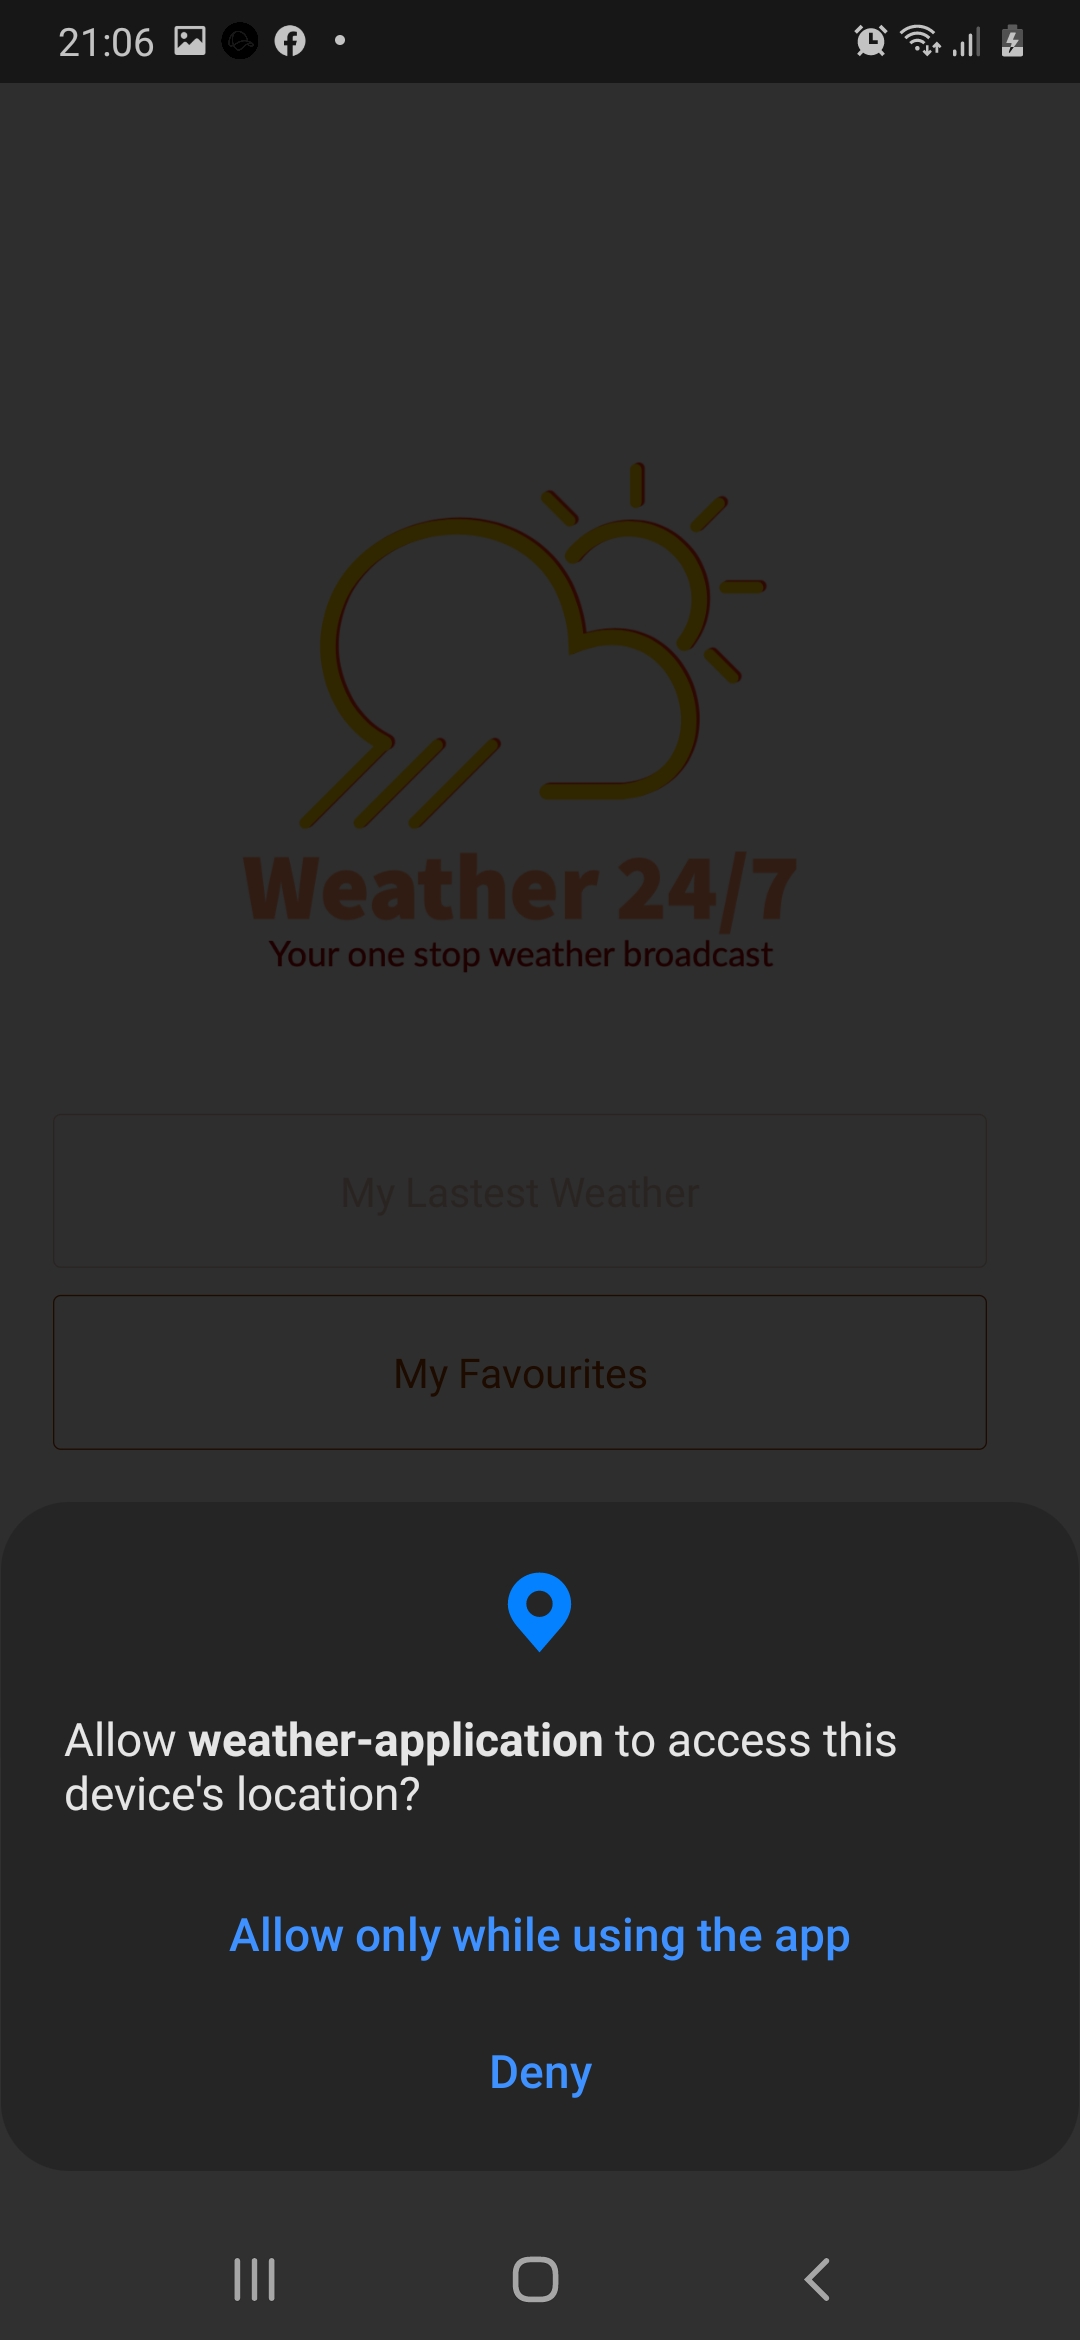 21:06
Weather 24/7
Your one stop weather broadcast
My Lastest Weather
My Favourites
Allow weather-application to access this
device's location?
Allow only while using the app
Deny